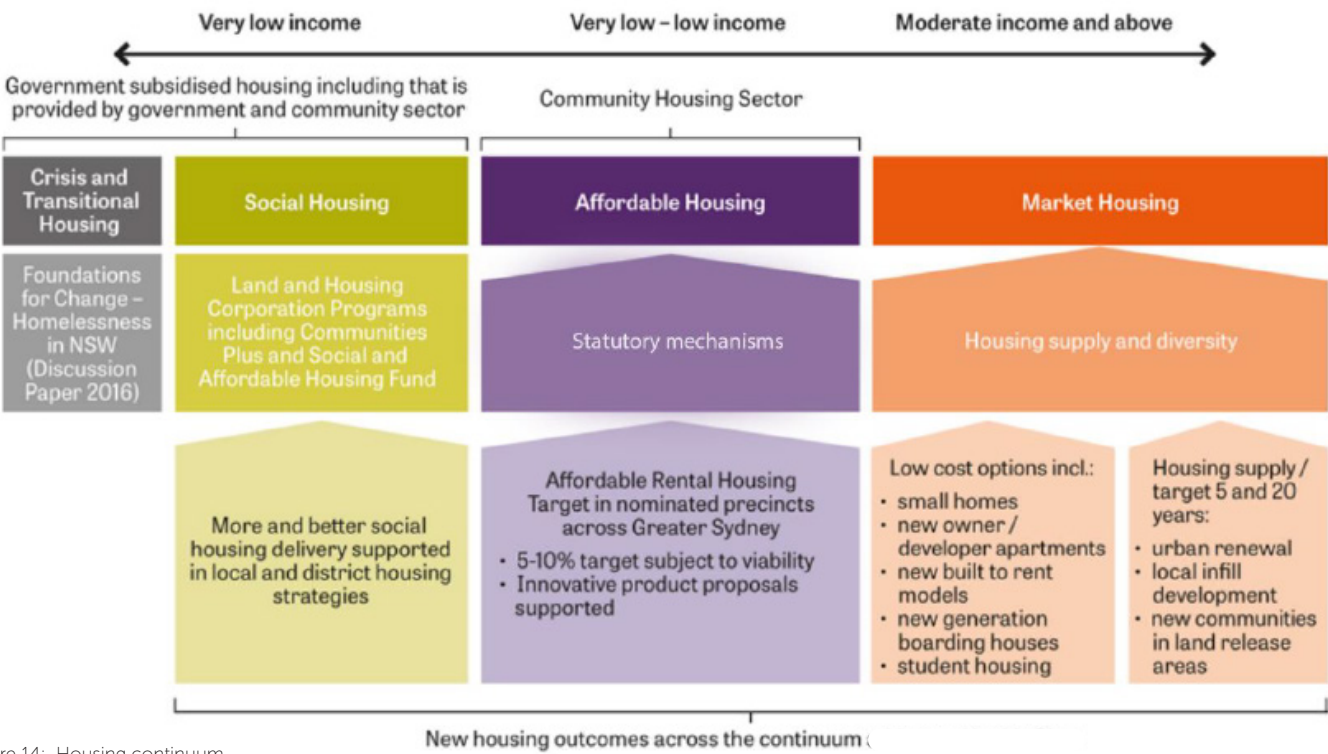 Very low income
Very low – low income
Moderate income and above
Government subsidised housing including that is
provided by government and community sector
Community Housing Sector
Crisis and
Transitional
Housing
Social Housing
Affordable Housing
Market Housing
Foundations
for Change –
Homelessness
in NSW
(Discussion
Paper 2016)
Land and Housing
Corporation Programs
including Communities
Plus and Social and
Affordable Housing Fund
Statutory mechanisms
Housing supply and diversity
More and better social
housing delivery supported
in local and district housing
strategies
Affordable Rental Housing
Target in nominated precincts
across Greater Sydney
• 5-10% target subject to viability
• Innovative product proposals
supported
Low cost options incl.:
• small homes
• new owner /
developer apartments
• new built to rent
models
• new generation
boarding houses
• student housing
Housing supply /
target 5 and 20
years:
• urban renewal
• local infill
development
• new communities
in land release
areas
New housing outcomes across the continuum
14: Housing continuum